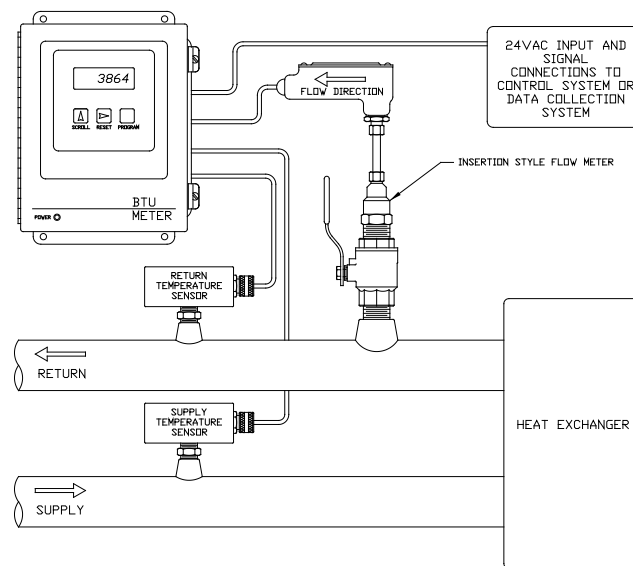 3864
SCROLL RESET PROGRAM
BTU
METER
POWER
FLOW DIRECTION
24VAC INPUT AND
SIGNAL
CONNECTIONS TO
CONTROL SYSTEM OR
DATA COLLECTION
SYSTEM
INSERTION STYLE FLOW METER
RETURN
TEMPERATURE
SENSOR
RETURN
SUPPLY
TEMPERATURE
SENSOR
HEAT EXCHANGER
SUPPLY